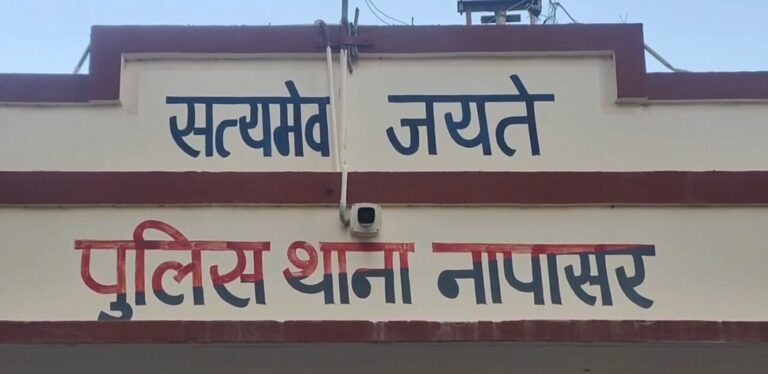 सत्यमेव जयते
पुलिस थाना नापासर